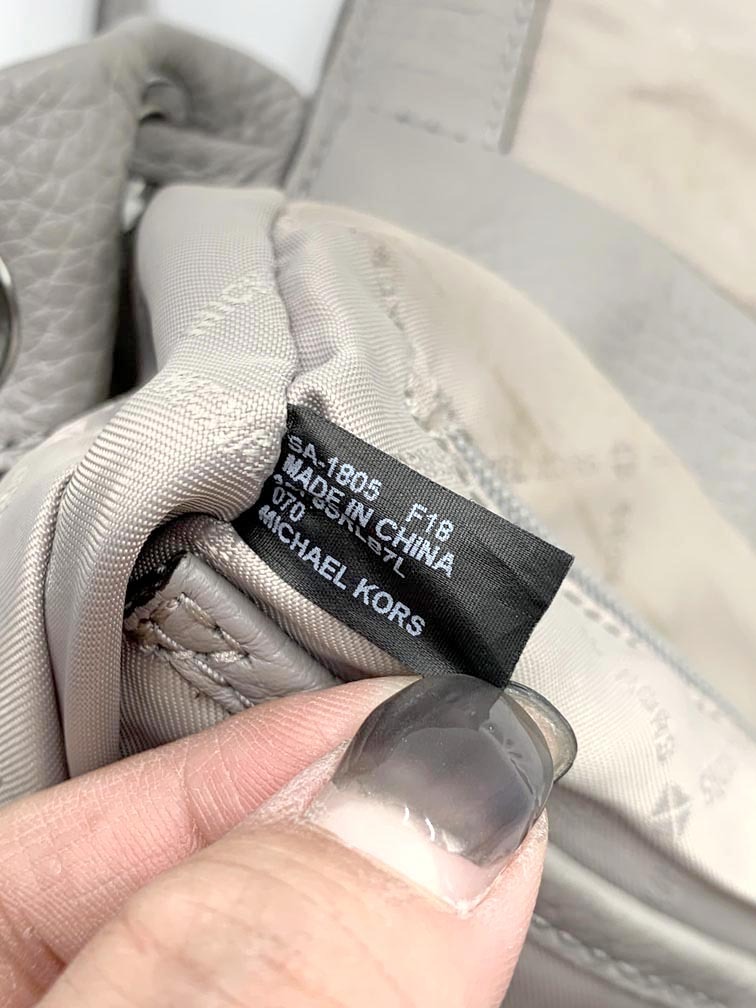 SA-1805 F18
MADE IN CHINA
070
MICHAEL KORS